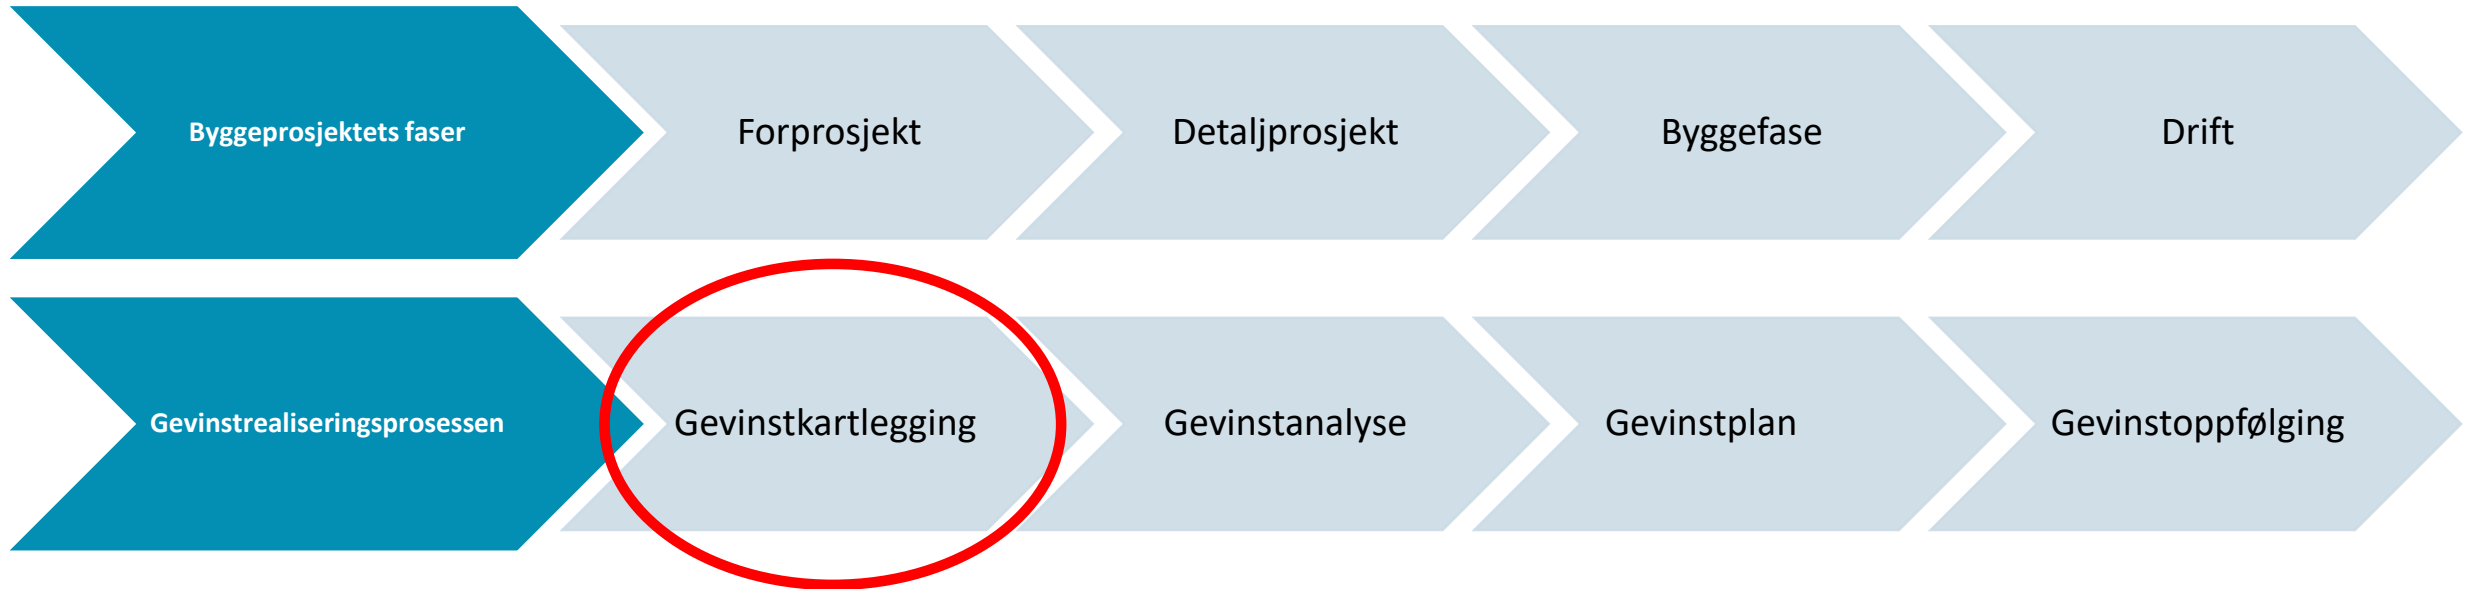 Byggeprosjektets faser
Forprosjekt
Detaljprosjekt
Byggefase
Drift
Gevinstrealiseringsprosessen
Gevinstkartlegging
Gevinstanalyse
Gevinstplan
Gevinstoppfølging